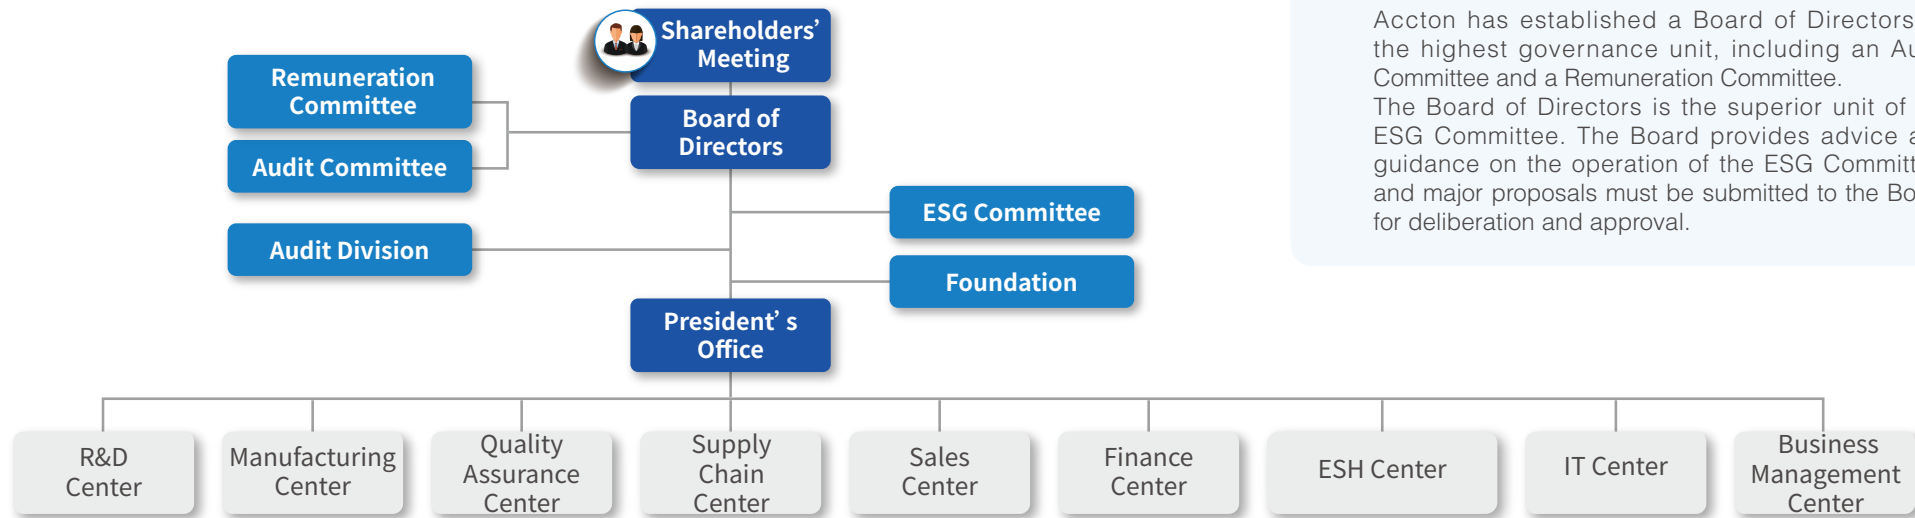 Shareholders’
Meeting
Remuneration
Committee
Board of
Directors
Audit Committee
ESG Committee
Audit Division
Foundation
President’ s
Office
R&D
Center
Manufacturing
Center
Quality
Assurance
Center
Supply
Chain
Center
Sales
Center
Finance
Center
ESH Center
IT Center
Business
Management
Center
Accton has established a Board of Directors
the highest governance unit, including an
Committee and a Remuneration Committee.
The Board of Directors is the superior unit of
ESG Committee. The Board provides advice
guidance on the operation of the ESG
and major proposals must be submitted to the
for deliberation and approval.